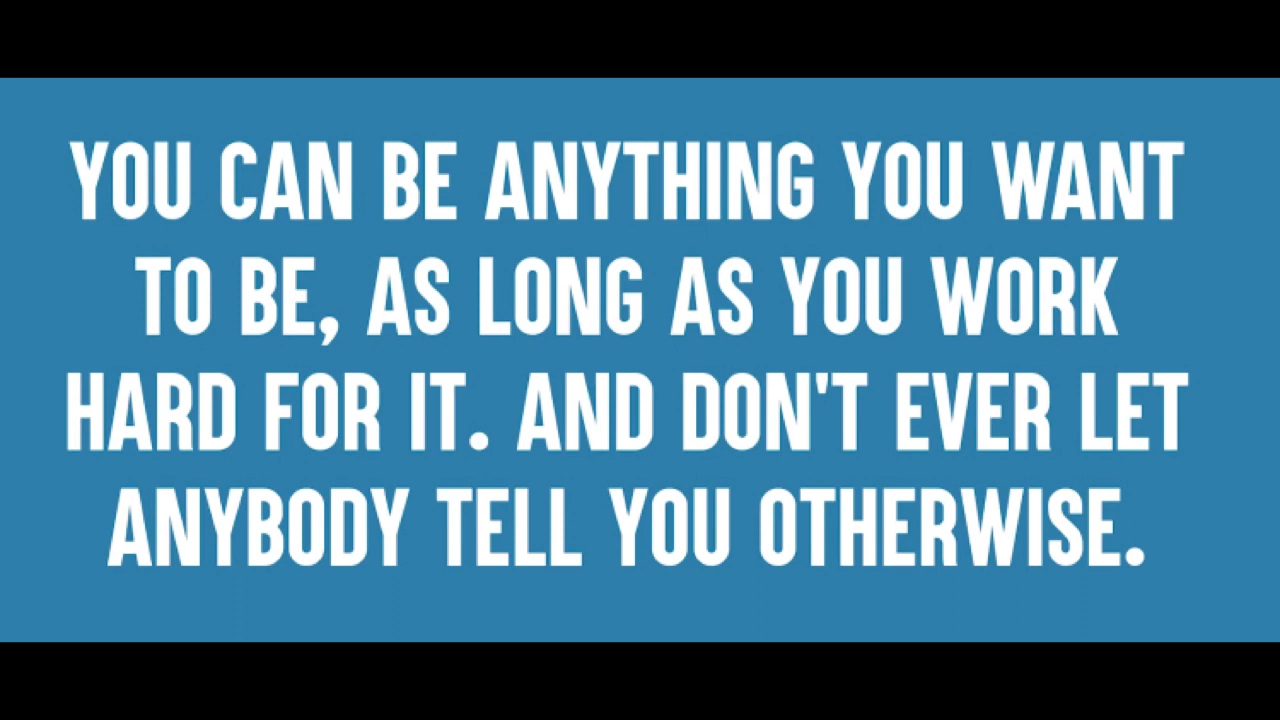 YOU CAN BE ANYTHING YOU WANT
TO BE, AS LONG AS YOU WORK
HARD FOR IT. AND DON'T EVER LET
ANYBODY TELL YOU OTHERWISE.